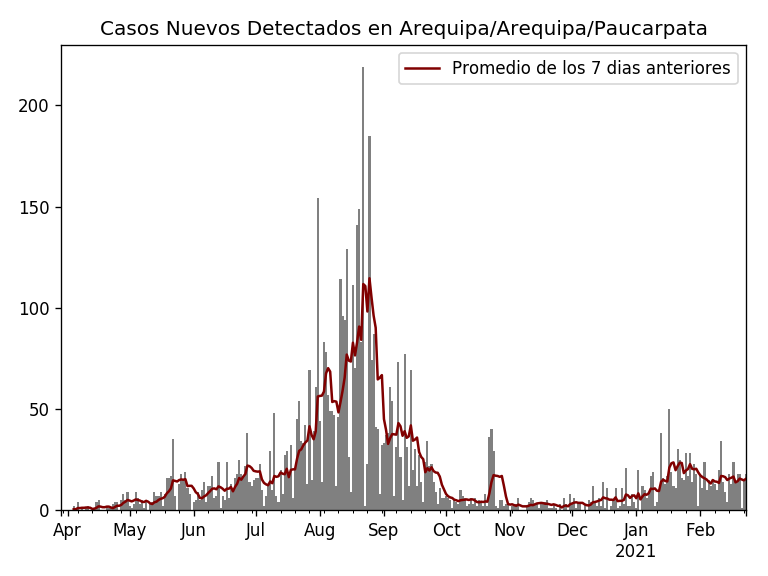 Casos Nuevos Detectados en Arequipa/Arequipa/Paucarpata
Promedio de los 7 dias anteriores
200
150
100
50
0
Apr May Jun Jul Aug Sep Oct Nov Dec Jan Feb
2021